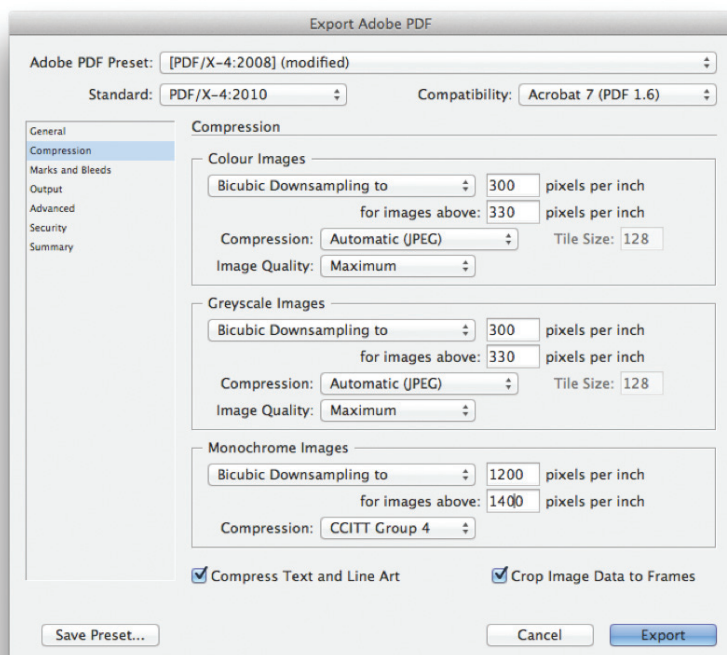 Export Adobe PDF
Adobe PDF Preset: [PDF/X-4:2008] (modified)
Standard: PDF/X-4:2010 Compatibility: Acrobat 7 (PDF 1.6)
General
Compression
Marks and Bleeds
Output
Advanced
Security
Summary
Compression
Colour Images
Bicubic Downsampling to 300 pixels per inch
for images above: 330 pixels per inch
Compression: Automatic (JPEG) Tile Size: 128
Image Quality: Maximum
Greyscale Images
Bicubic Downsampling to 300 pixels per inch
for images above: 330 pixels per inch
Compression: Automatic (JPEG) Tile Size: 128
Image Quality: Maximum
Monochrome Images
Bicubic Downsampling to 1200 pixels per inch
for images above: 1400 pixels per inch
Compression: CCITT Group 4
Compress Text and Line Art Crop Image Data to Frames
Save Preset... Cancel Export